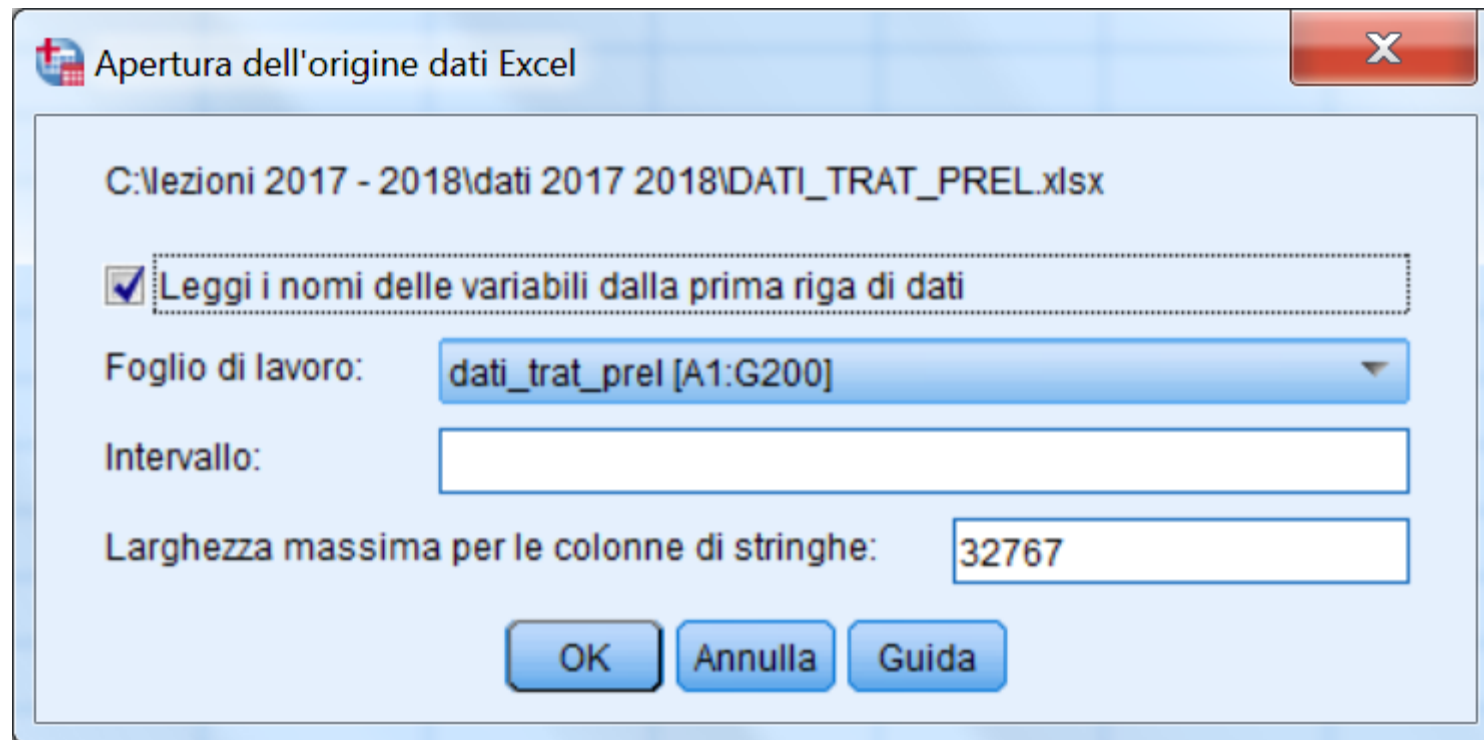 Apertura dell'origine dati Excel
C:\lezioni 2017 - 2018\dati 2017 2018\DATI_TRAT_PREL.xlsx
Leggi i nomi delle variabili dalla prima riga di dati
Foglio di lavoro: dati_trat_prel [A1:G200]
Intervallo:
Larghezza massima per le colonne di stringhe: 32767
OK Annulla Guida